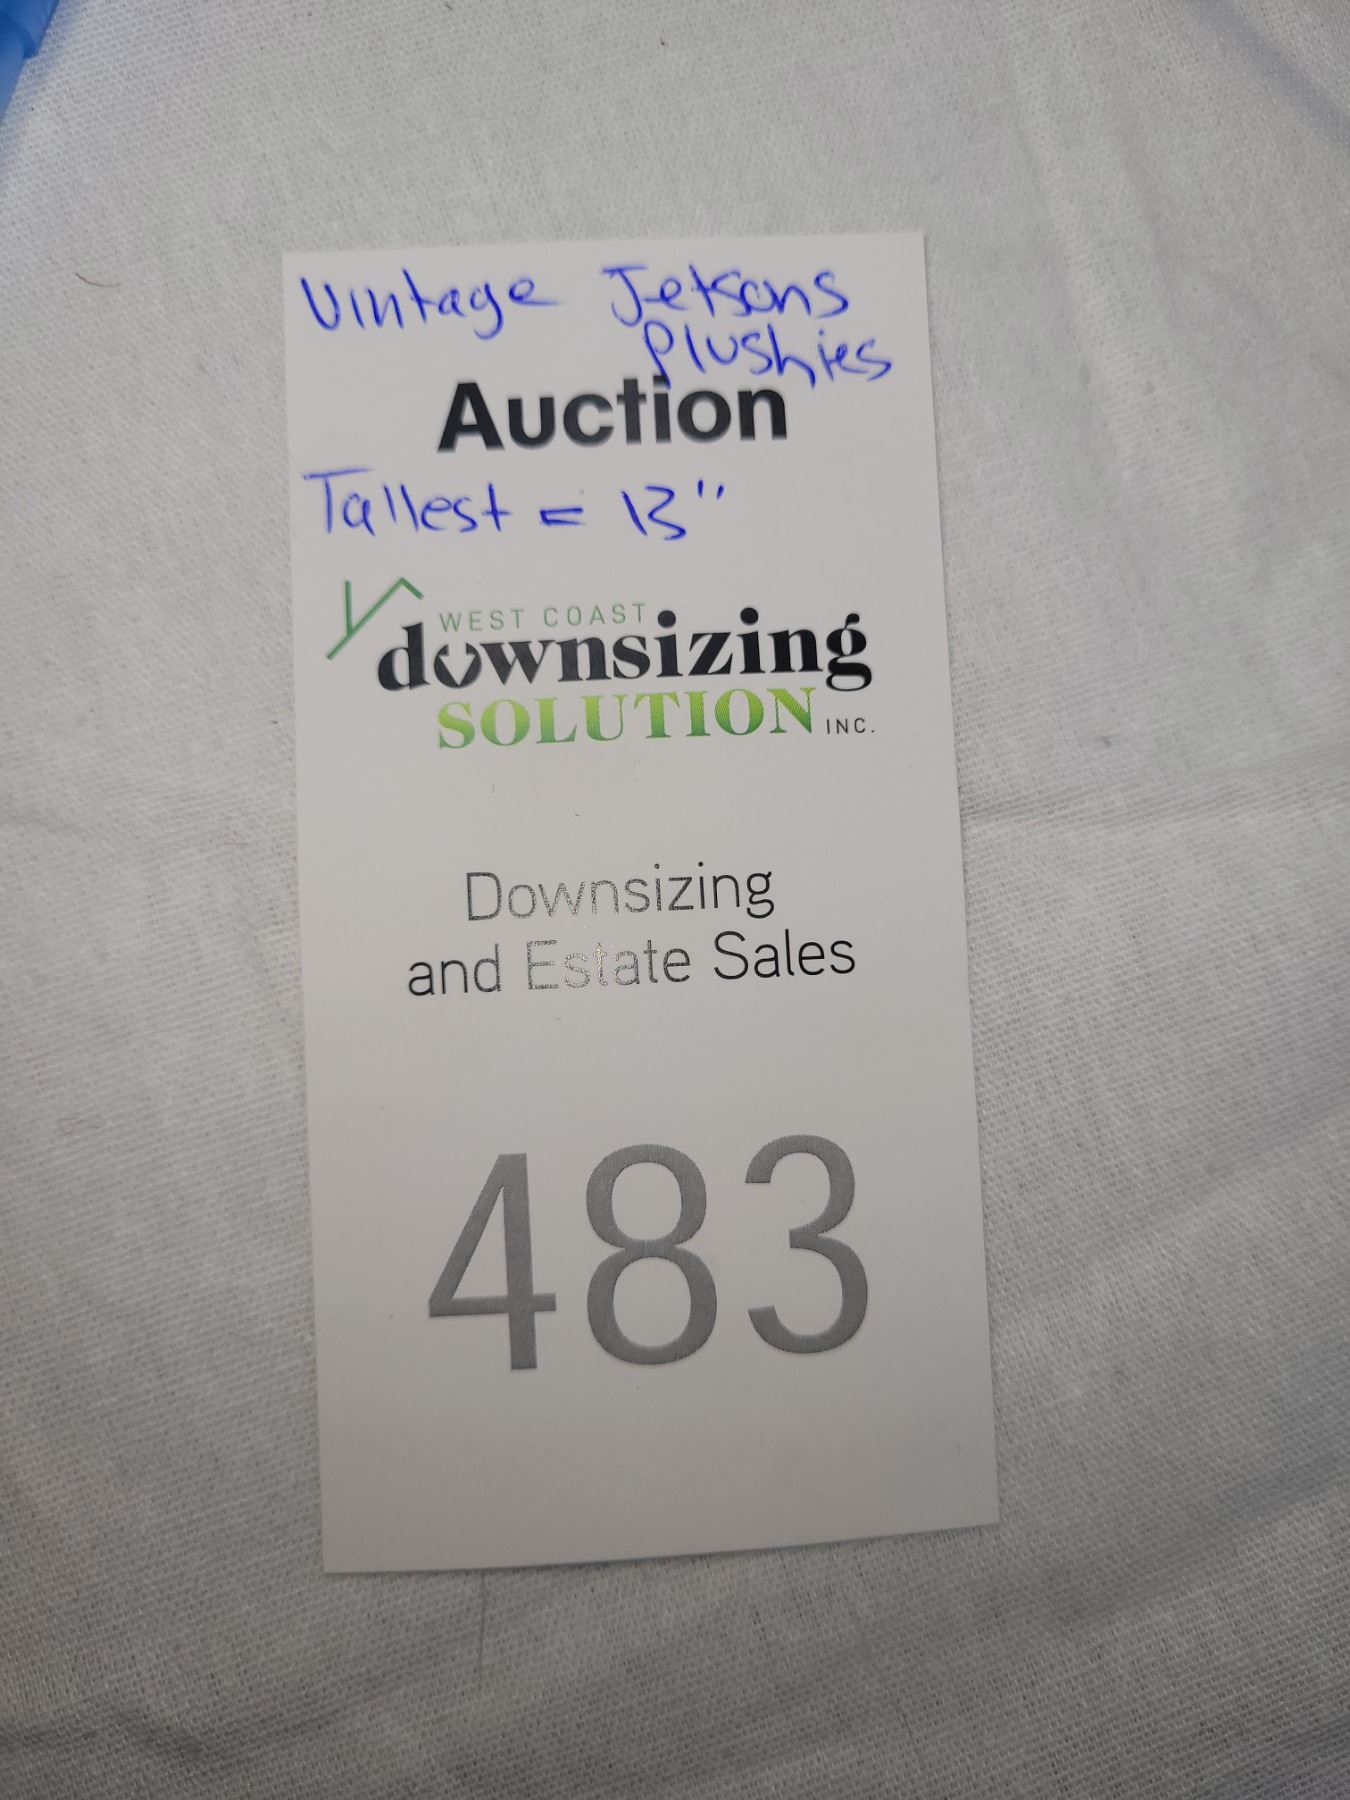 Vintage Jetsons
Plushies
Auction
Tallest = 13"
WEST COAST
downsizing
SOLUTION INC.
Downsizing
and Estate Sales
483